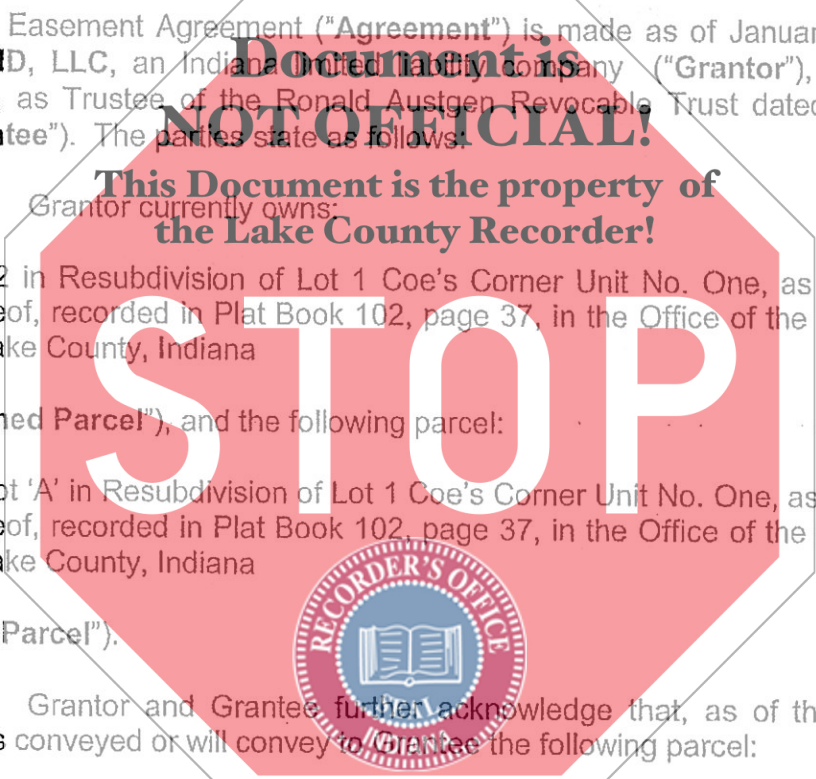 Easement Agreement ("Agreement") is made as of Januar
D, LLC, an Indiana limited liability company ("Grantor"),
as Trustee of the Ronald Austgen Revocable Trust dated
tee"). The parties state as follows:
Document is
NOT OFFICIAL!
This Document is the property of
the Lake County Recorder!
Grantor currently owns:
2 in Resubdivision of Lot 1 Coe's Corner Unit No. One, as
eof, recorded in Plat Book 102, page 37, in the Office of the
ake County, Indiana
STOP
ned Parcel"), and the following parcel:
ot 'A' in Resubdivision of Lot 1 Coe's Corner Unit No. One, as
eof, recorded in Plat Book 102, page 37, in the Office of the
ake County, Indiana
RECORDER'S OFFICE
Parcel").
Grantor and Grantee further acknowledge that, as of th
s conveyed or will convey to Grantee the following parcel:
INDIANA